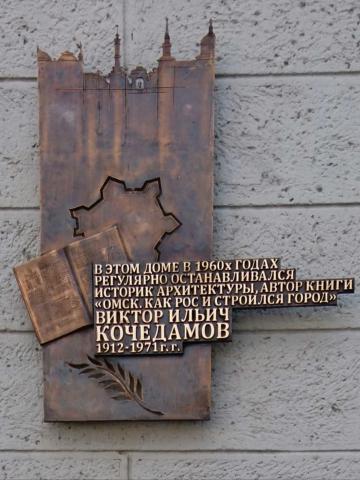 В ЭТОМ ДОМЕ В 1960х ГОДАХ
РЕГУЛЯРНО ОСТАНАВЛИВАЛСЯ
ИСТОРИК АРХИТЕКТУРЫ, АВТОР КНИГИ
«ОМСК. КАК РОС И СТРОИЛСЯ ГОРОД»
ВИКТОР ИЛЬИЧ
КОЧЕДАМОВ
1912-1971 г. г.